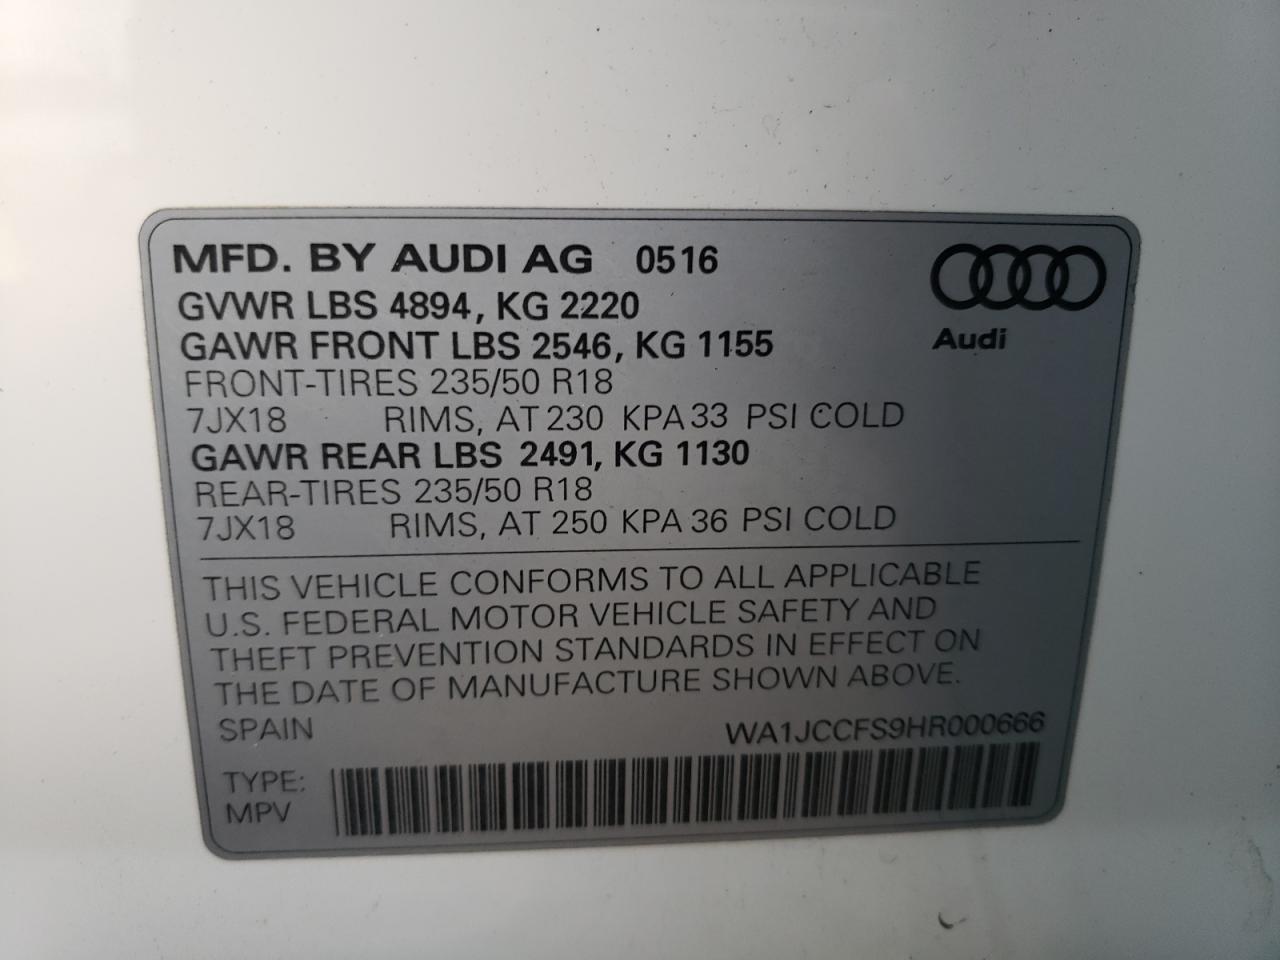 MFD. BY AUDI AG 0516
GVWR LBS 4894, KG 2220
GAWR FRONT LBS 2546, KG 1155
Audi
FRONT-TIRES 235/50 R18
7JX18 RIMS, AT 230 KPA 33 PSI COLD
GAWR REAR LBS 2491, KG 1130
REAR-TIRES 235/50 R18
7JX18 RIMS, AT 250 KPA 36 PSI COLD
THIS VEHICLE CONFORMS TO ALL APPLICABLE
U.S. FEDERAL MOTOR VEHICLE SAFETY AND
THEFT PREVENTION STANDARDS IN EFFECT ON
THE DATE OF MANUFACTURE SHOWN ABOVE.
SPAIN WA1JCCFS9HR000666
TYPE:
MPV